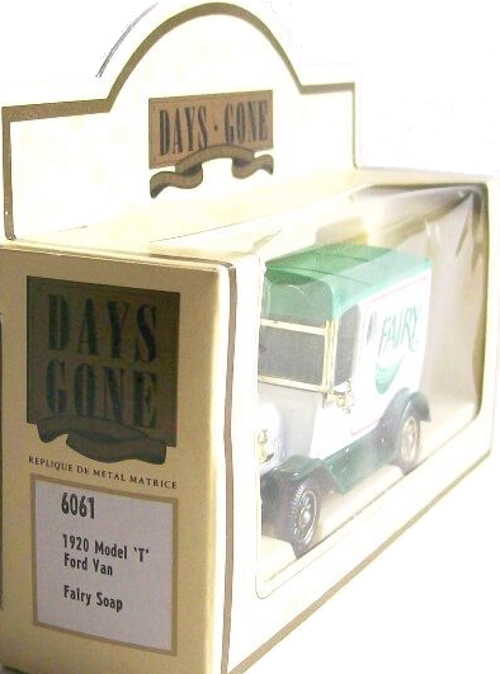 DAYS · GONE
DAYS
GONE
REPLIQUE DE METAL MATRICE
6061
1920 Model 'T'
Ford Van
Fairy Soap
FAIRY